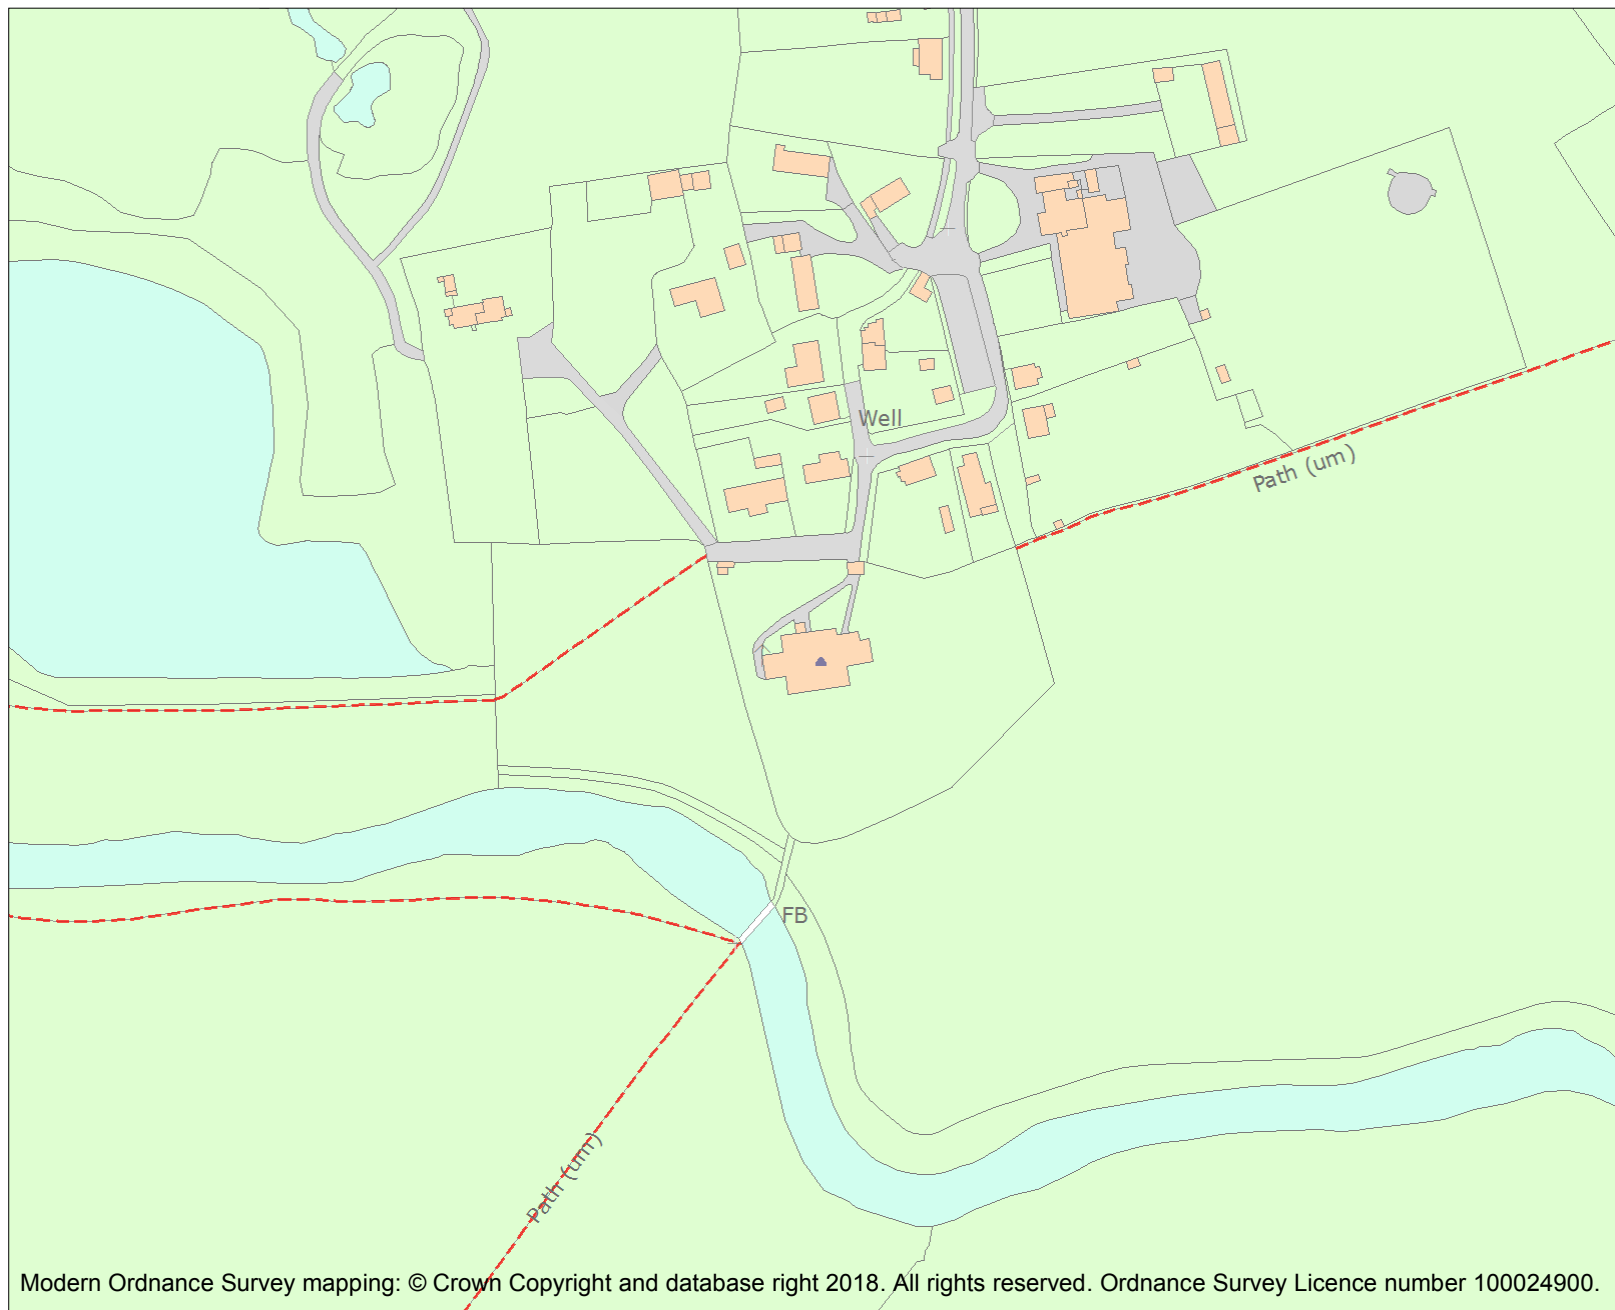 Well
Path (um)
FB
Path (um)
Modern Ordnance Survey mapping: © Crown Copyright and database right 2018. All rights reserved. Ordnance Survey Licence number 100024900.